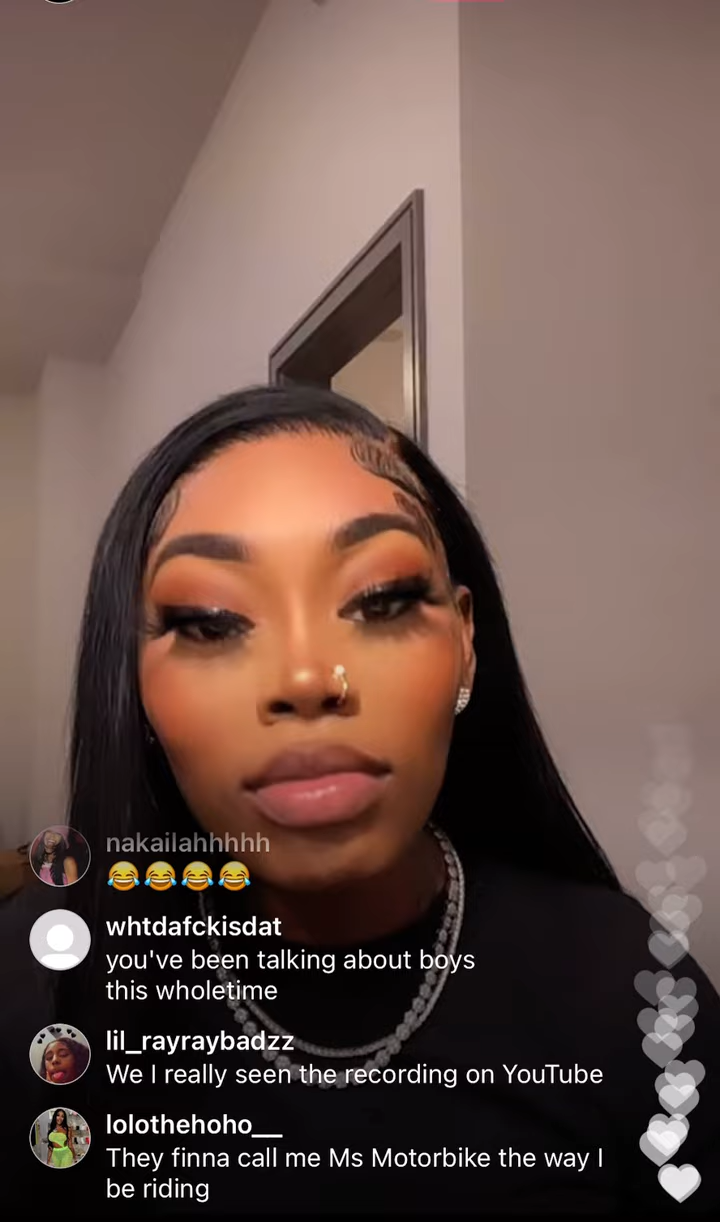 nakailahhhhh
😂😂😂😂
whtdafckisdat
you've been talking about boys
this wholetime
lil_rayraybadzz
We I really seen the recording on YouTube
lolothehoho__
They finna call me Ms Motorbike the way I
be riding